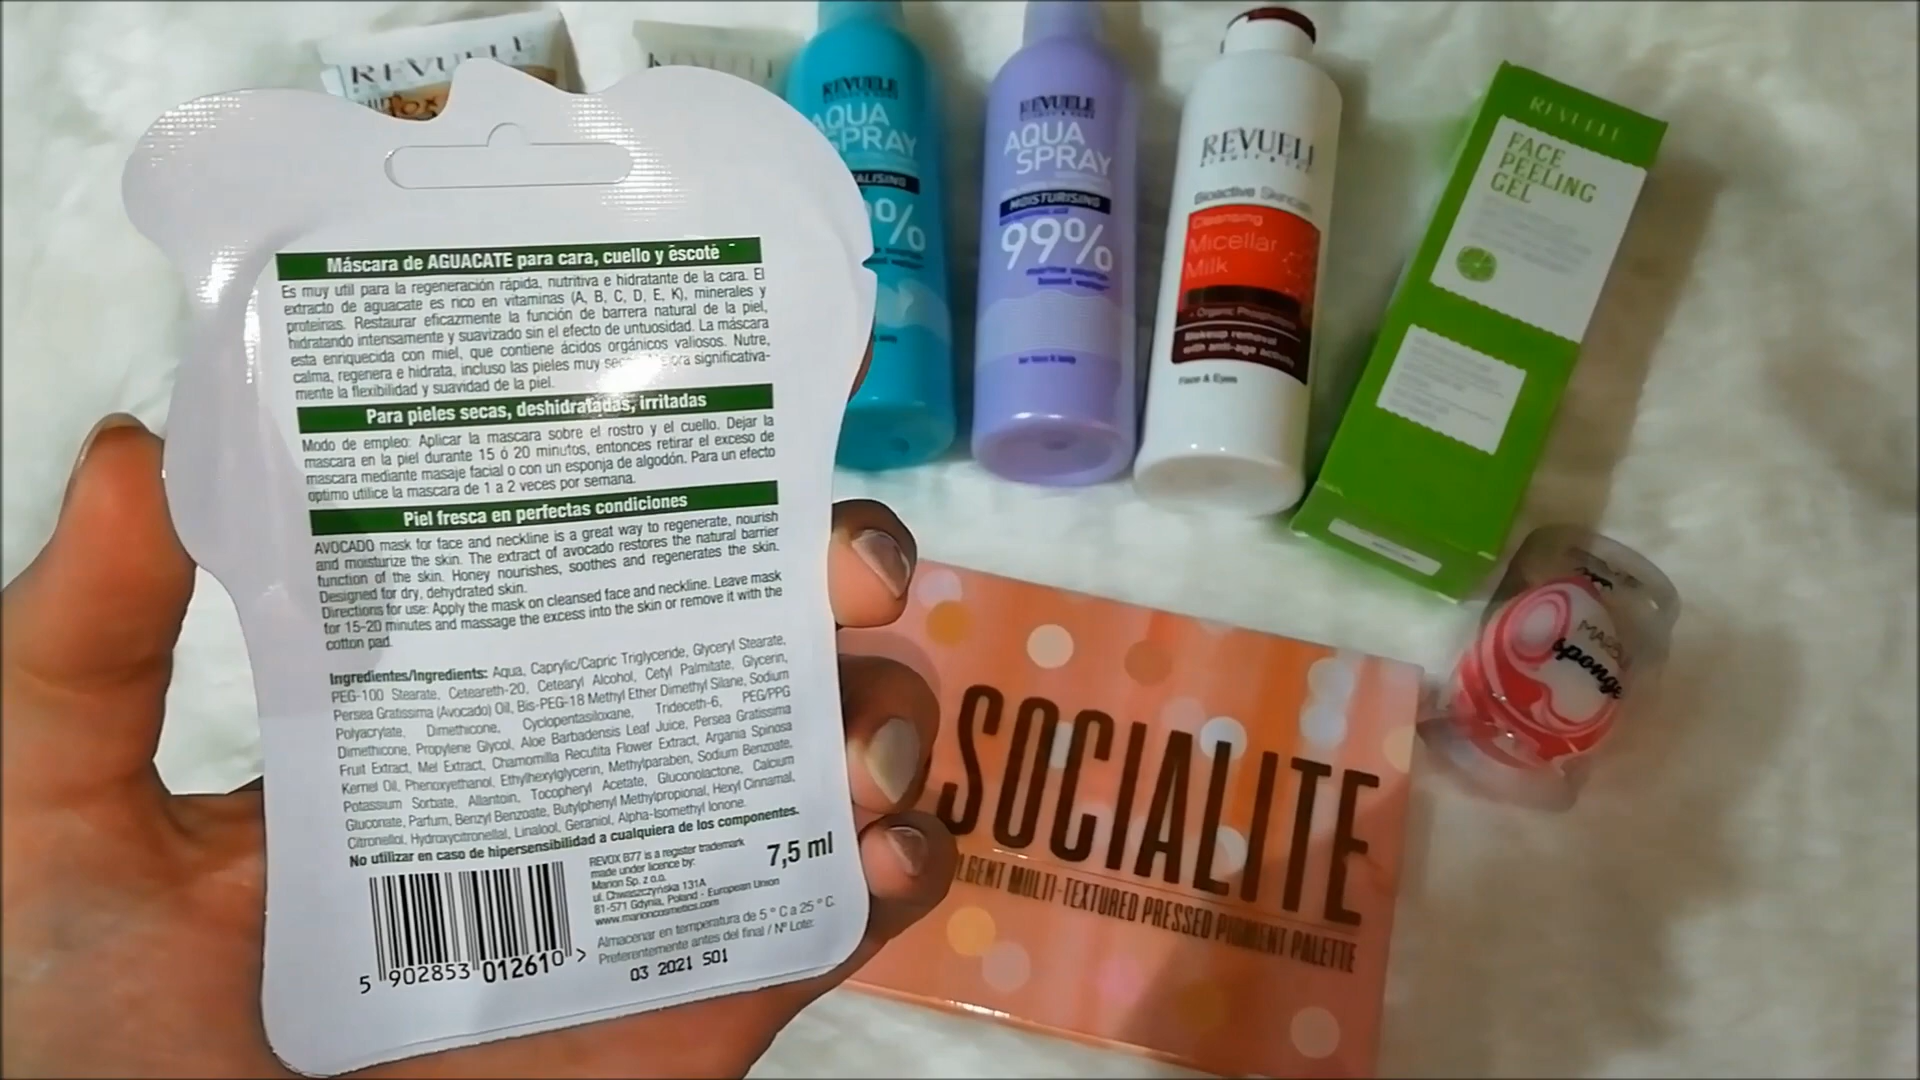 Máscara de AGUACATE para cara, cuello y escote
Es muy util para la regeneración rápida, nutritiva e hidratante de la cara. El
extracto de aguacate es rico en vitaminas (A, B, C, D, E, K), minerales y
proteinas. Restaurar eficazmente la función de barrera natural de la piel,
hidratando intensamente y suavizado sin el efecto de untuosidad. La máscara
esta enriquecida con miel, que contiene ácidos orgánicos valiosos. Nutre,
calma, regenera e hidrata, incluso las pieles muy significativa-
mente la flexibilidad y suavidad de la piel.
Para pieles secas, deshidratadas, irritadas
Modo de empleo: Aplicar la mascara sobre el rostro y el cuello. Dejar la
mascara en la piel durante 15 ó 20 minutos, entonces retirar el exceso de
mascara mediante masaje facial o con un esponja de algodón. Para un efecto
optimo utilice la mascara de 1 a 2 veces por semana.
Piel fresca en perfectas condiciones
AVOCADO mask for face and neckline is a great way to regenerate, nourish
and moisturize the skin. The extract of avocado restores the natural barrier
function of the skin. Honey nourishes, soothes and regenerates the skin.
Designed for dry, dehydrated skin.
Directions for use: Apply the mask on cleansed face and neckline. Leave mask
for 15-20 minutes and massage the excess into the skin or remove it with the
cotton pad.
Ingredientes/Ingredients: Aqua, Caprylic/Capric Triglyceride, Glyceryl Stearate,
PEG-100 Stearate, Ceteareth-20, Cetearyl Alcohol, Cetyl Palmitate, Glycerin,
Persea Gratissima (Avocado) Oil, Bis-PEG-18 Methyl Ether Dimethyl Silane, Sodium
Polyacrylate, Dimethicone, Cyclopentasiloxane, Trideceth-6, PEG/PPG
Dimethicone, Propylene Glycol, Aloe Barbadensis Leaf Juice, Persea Gratissima
Fruit Extract, Mel Extract, Chamomilla Recutita Flower Extract, Argania Spinosa
Kernel Oil, Phenoxyethanol, Ethylhexylglycerin, Methylparaben, Sodium Benzoate,
Potassium Sorbate, Allantoin, Tocopheryl Acetate, Gluconolactone, Calcium
Gluconate, Parfum, Benzyl Benzoate, Butylphenyl Methylpropional, Hexyl Cinnamal,
Citronellol, Hydroxycitronellal, Linalool, Geraniol, Alpha-Isomethyl Ionone.
No utilizar en caso de hipersensibilidad a cualquiera de los componentes.
REVOX B77 is a register trademark
made under licence by:
Marion Sp. z o.o.
ul. Chwaszczyńska 131A
81-571 Gdynia, Poland - European Union
www.marioncosmetics.com
7,5 ml
Almacenar en temperatura de 5° C a 25° C.
Preferentemente antes del final / Nº Lote:
03 2021 S01
5 902853 012610 >
REVUELE
REVUELE
AQUA
SPRAY
REVUELE
AQUA
SPRAY
MOISTURISING
99%
for face & body
REVUELE
Bioactive Skincare
Cleansing
Micellar
Milk
+ Organic
Makeup removal
with anti-age activity
Face & Eyes
REVUELE
FACE
PEELING
GEL
sponge
SOCIALITE
MULTI-TEXTURED PRESSED PIGMENT PALETTE